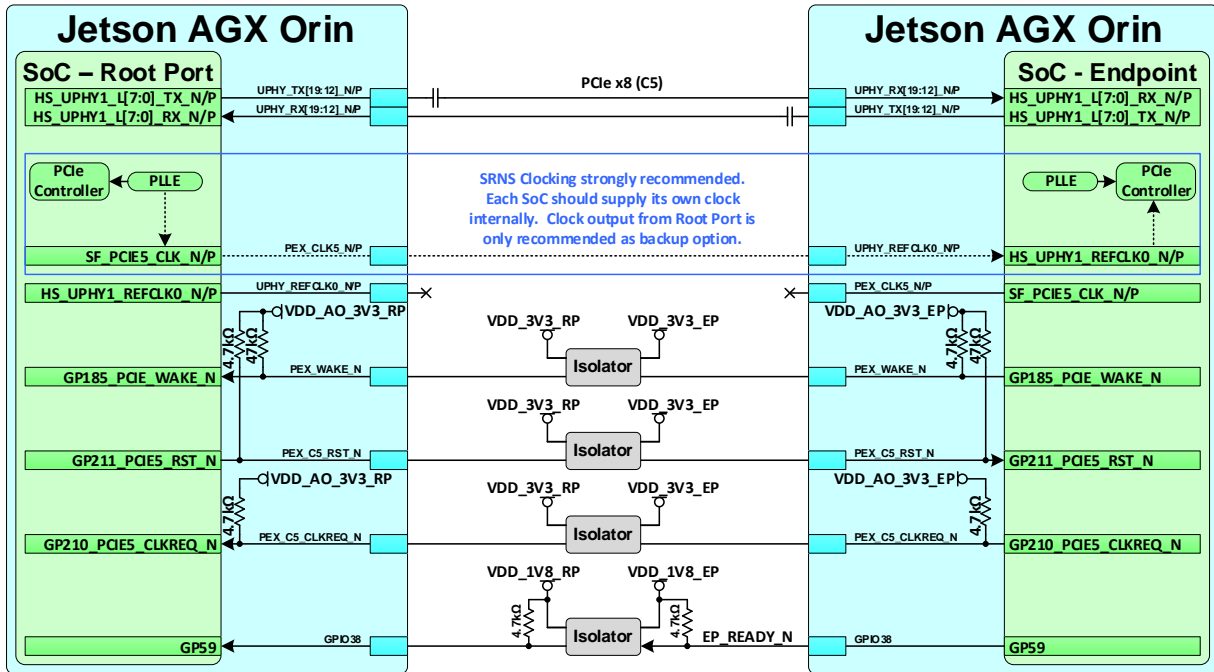 Jetson AGX Orin
Jetson AGX Orin
SoC – Root Port
SoC - Endpoint
HS_UPHY1_L[7:0]_TX_N/P
UPHY_TX[19:12]_N/P
PCIe x8 (C5)
UPHY_RX[19:12]_N/P
HS_UPHY1_L[7:0]_RX_N/P
HS_UPHY1_L[7:0]_RX_N/P
UPHY_RX[19:12]_N/P
UPHY_TX[19:12]_N/P
HS_UPHY1_L[7:0]_TX_N/P
PCIe
Controller
PLLE
SRNS Clocking strongly recommended.
Each SoC should supply its own clock
internally. Clock output from Root Port is
only recommended as backup option.
PLLE
PCIe
Controller
SF_PCIE5_CLK_N/P
PEX_CLK5_N/P
UPHY_REFCLK0_N/P
HS_UPHY1_REFCLK0_N/P
HS_UPHY1_REFCLK0_N/P
UPHY_REFCLK0_N/P
PEX_CLK5_N/P
SF_PCIE5_CLK_N/P
VDD_AO_3V3_RP
VDD_AO_3V3_EP
4.7kΩ
47kΩ
VDD_3V3_RP
VDD_3V3_EP
4.7kΩ
47kΩ
Isolator
GP185_PCIE_WAKE_N
PEX_WAKE_N
PEX_WAKE_N
GP185_PCIE_WAKE_N
VDD_3V3_RP
VDD_3V3_EP
Isolator
GP211_PCIE5_RST_N
PEX_C5_RST_N
PEX_C5_RST_N
GP211_PCIE5_RST_N
VDD_AO_3V3_RP
VDD_AO_3V3_EP
4.7kΩ
VDD_3V3_RP
VDD_3V3_EP
4.7kΩ
Isolator
GP210_PCIE5_CLKREQ_N
PEX_C5_CLKREQ_N
PEX_C5_CLKREQ_N
GP210_PCIE5_CLKREQ_N
VDD_1V8_RP
VDD_1V8_EP
4.7kΩ
Isolator
4.7kΩ
GP59
GPIO38
EP_READY_N
GPIO38
GP59